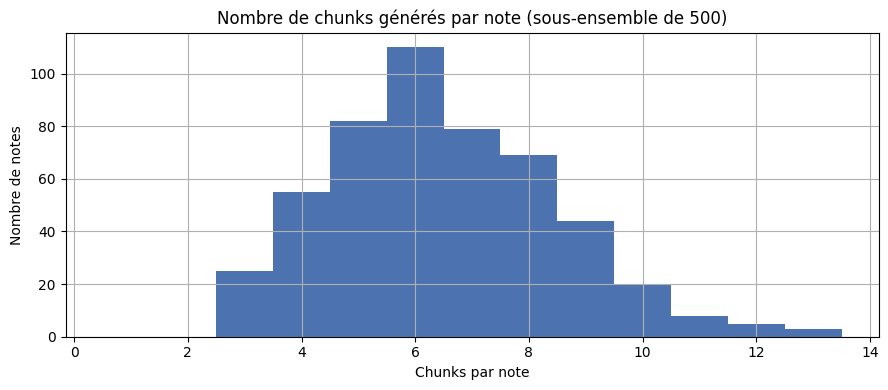 Nombre de chunks générés par note (sous-ensemble de 500)
Nombre de notes
100
80
60
40
20
0
0 2 4 6 8 10 12 14
Chunks par note